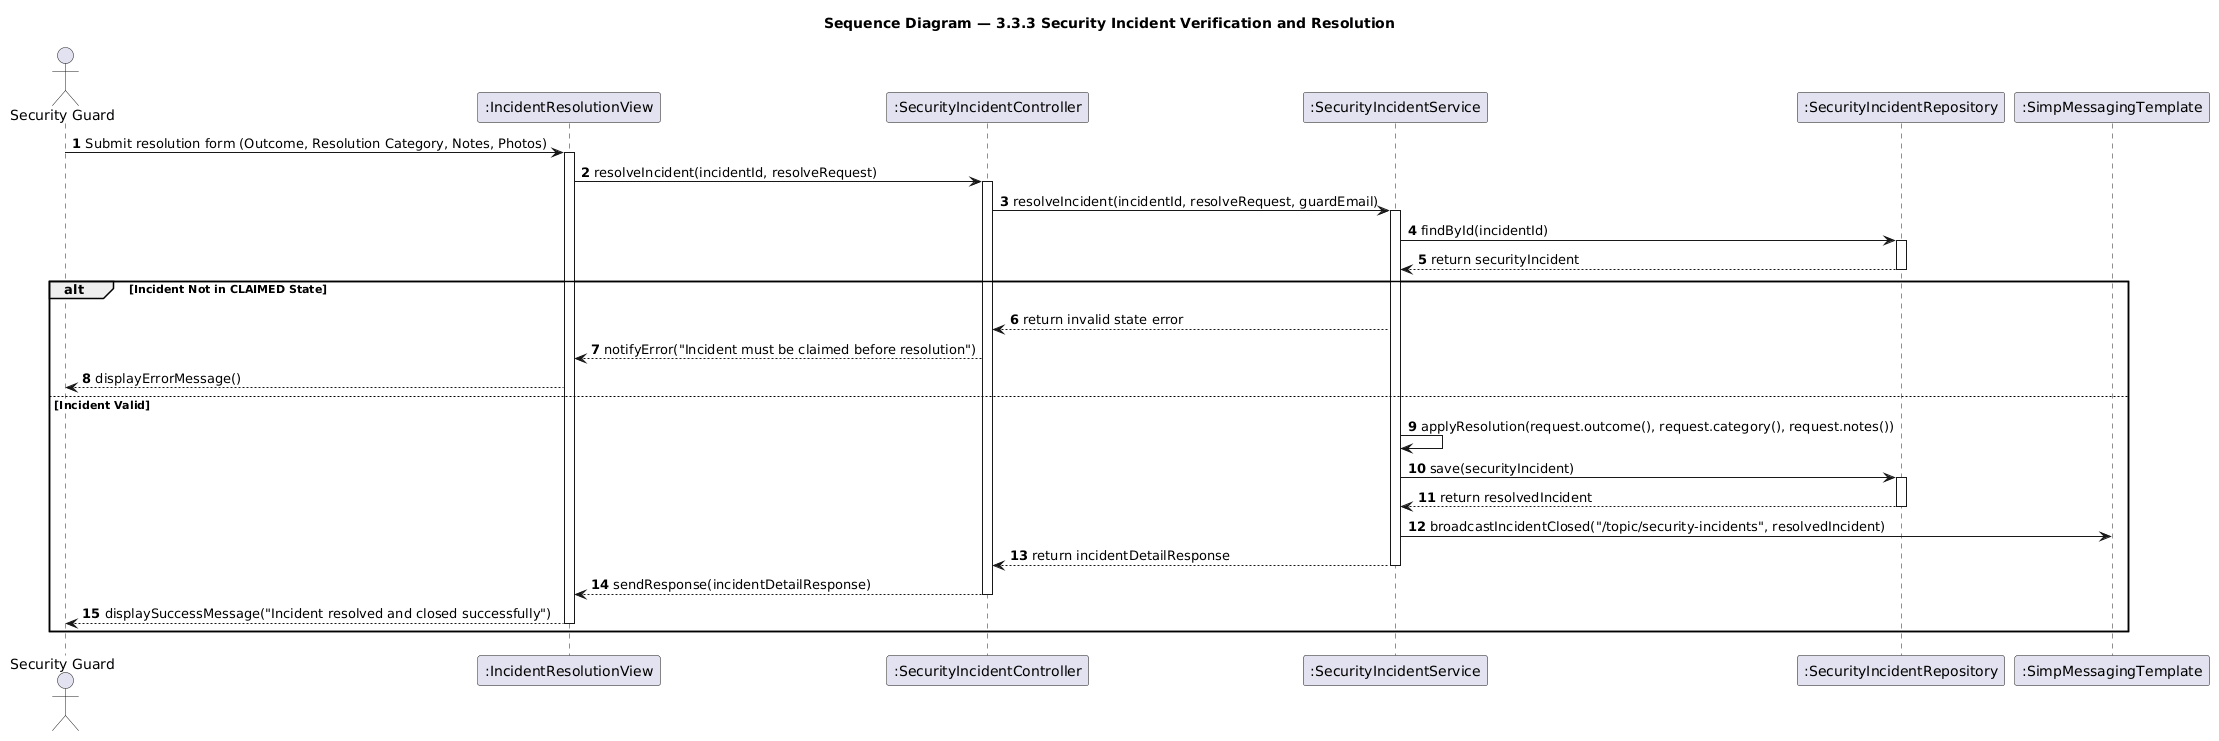 Sequence Diagram — 3.3.3 Security Incident Verification and Resolution
Security Guard
:IncidentResolutionView
:SecurityIncidentController
:SecurityIncidentService
:SecurityIncidentRepository
:SimpMessagingTemplate
1 Submit resolution form (Outcome, Resolution Category, Notes, Photos)
2 resolveIncident(incidentId, resolveRequest)
3 resolveIncident(incidentId, resolveRequest, guardEmail)
4 findById(incidentId)
5 return securityIncident
alt [Incident Not in CLAIMED State]
6 return invalid state error
7 notifyError("Incident must be claimed before resolution")
8 displayErrorMessage()
[Incident Valid]
9 applyResolution(request.outcome(), request.category(), request.notes())
10 save(securityIncident)
11 return resolvedIncident
12 broadcastIncidentClosed("/topic/security-incidents", resolvedIncident)
13 return incidentDetailResponse
14 sendResponse(incidentDetailResponse)
15 displaySuccessMessage("Incident resolved and closed successfully")
Security Guard
:IncidentResolutionView
:SecurityIncidentController
:SecurityIncidentService
:SecurityIncidentRepository
:SimpMessagingTemplate